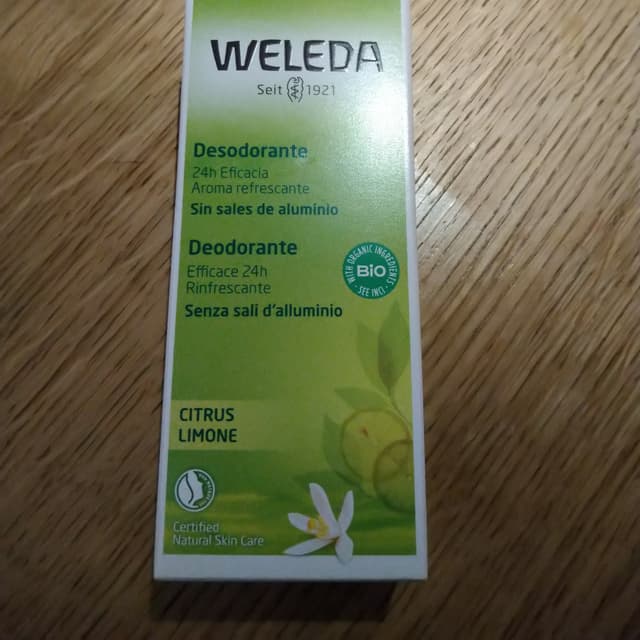 WELEDA
Seit 1921
Desodorante
24h Eficacia
Aroma refrescante
Sin sales de aluminio
Deodorante
Efficace 24h
Rinfrescante
Senza sali d'alluminio
WITH ORGANIC INGREDIENTS
BIO
- SEE INCI. -
CITRUS
LIMONE
Certified
Natural Skin Care